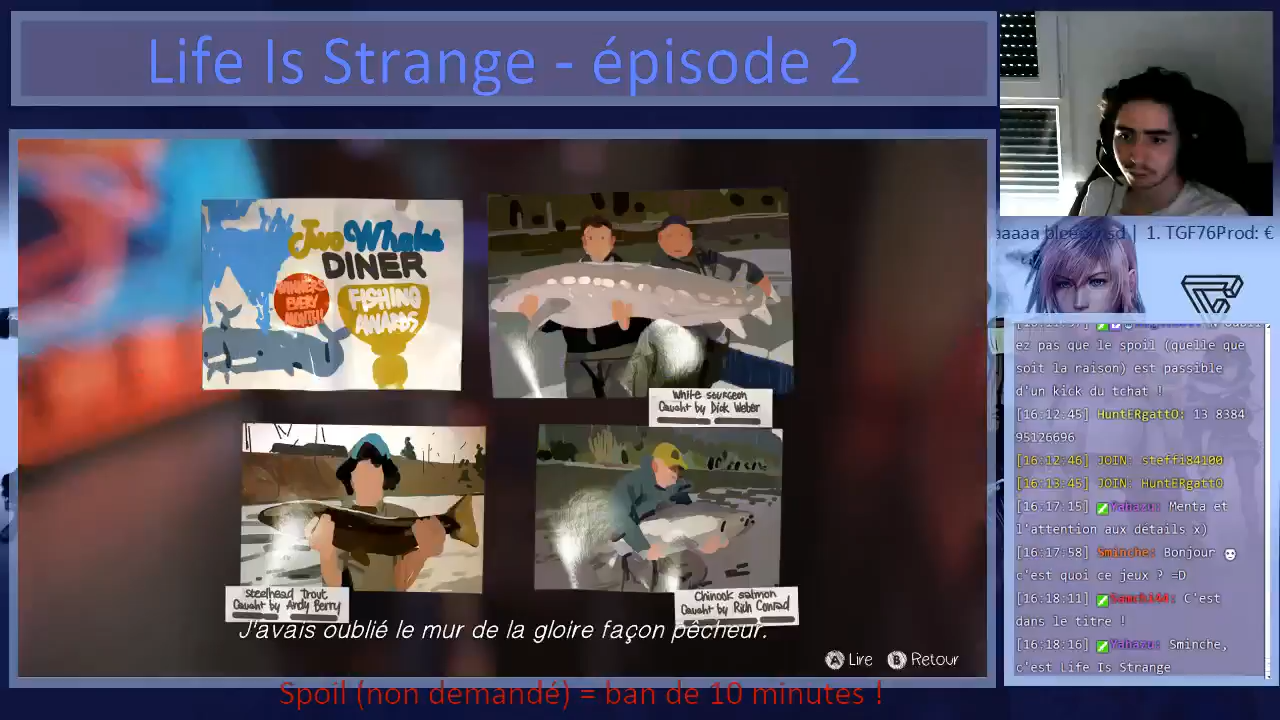 Life Is Strange - épisode 2
Two Whales
DINER
WINNERS
EVERY
MONTH!
FISHING
AWARDS
White sturgeon
Caught by Dick Weber
Steelhead trout
Caught by Andy Berry
Chinook salmon
Caught by Rich Conrad
J'avais oublié le mur de la gloire façon pêcheur.
A Lire B Retour
Spoil (non demandé) = ban de 10 minutes !
| 1. TGF76Prod: €
ez pas que le spoil (quelle que
soit la raison) est passible
d'un kick du tchat !
[16:12:45] HuntERgattO: 13 8384
95126696
[16:12:46] JOIN: steffi84100
[16:13:45] JOIN: HuntERgattO
[16:17:15] Yahazu: Menta et
l'attention aux détails x)
[16:17:58] Sminche: Bonjour
c'est quoi ce jeux ? =D
[16:18:11] C'est
dans le titre !
[16:18:16] Yahazu: Sminche,
c'est Life Is Strange